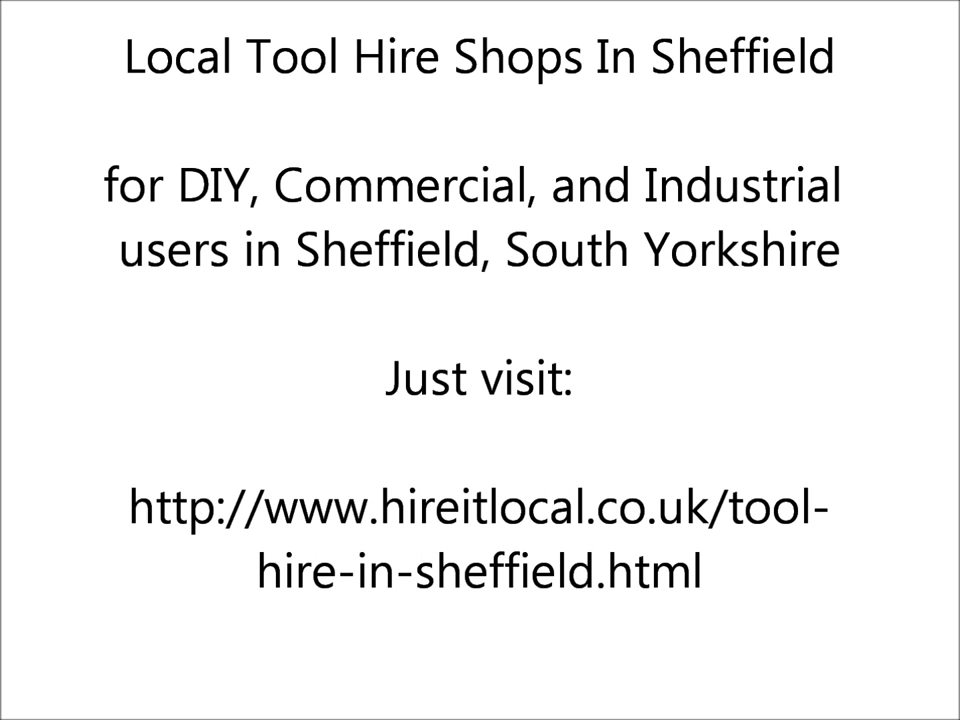 Local Tool Hire Shops In Sheffield
for DIY, Commercial, and Industrial
users in Sheffield, South Yorkshire
Just visit:
http://www.hireitlocal.co.uk/tool-
hire-in-sheffield.html